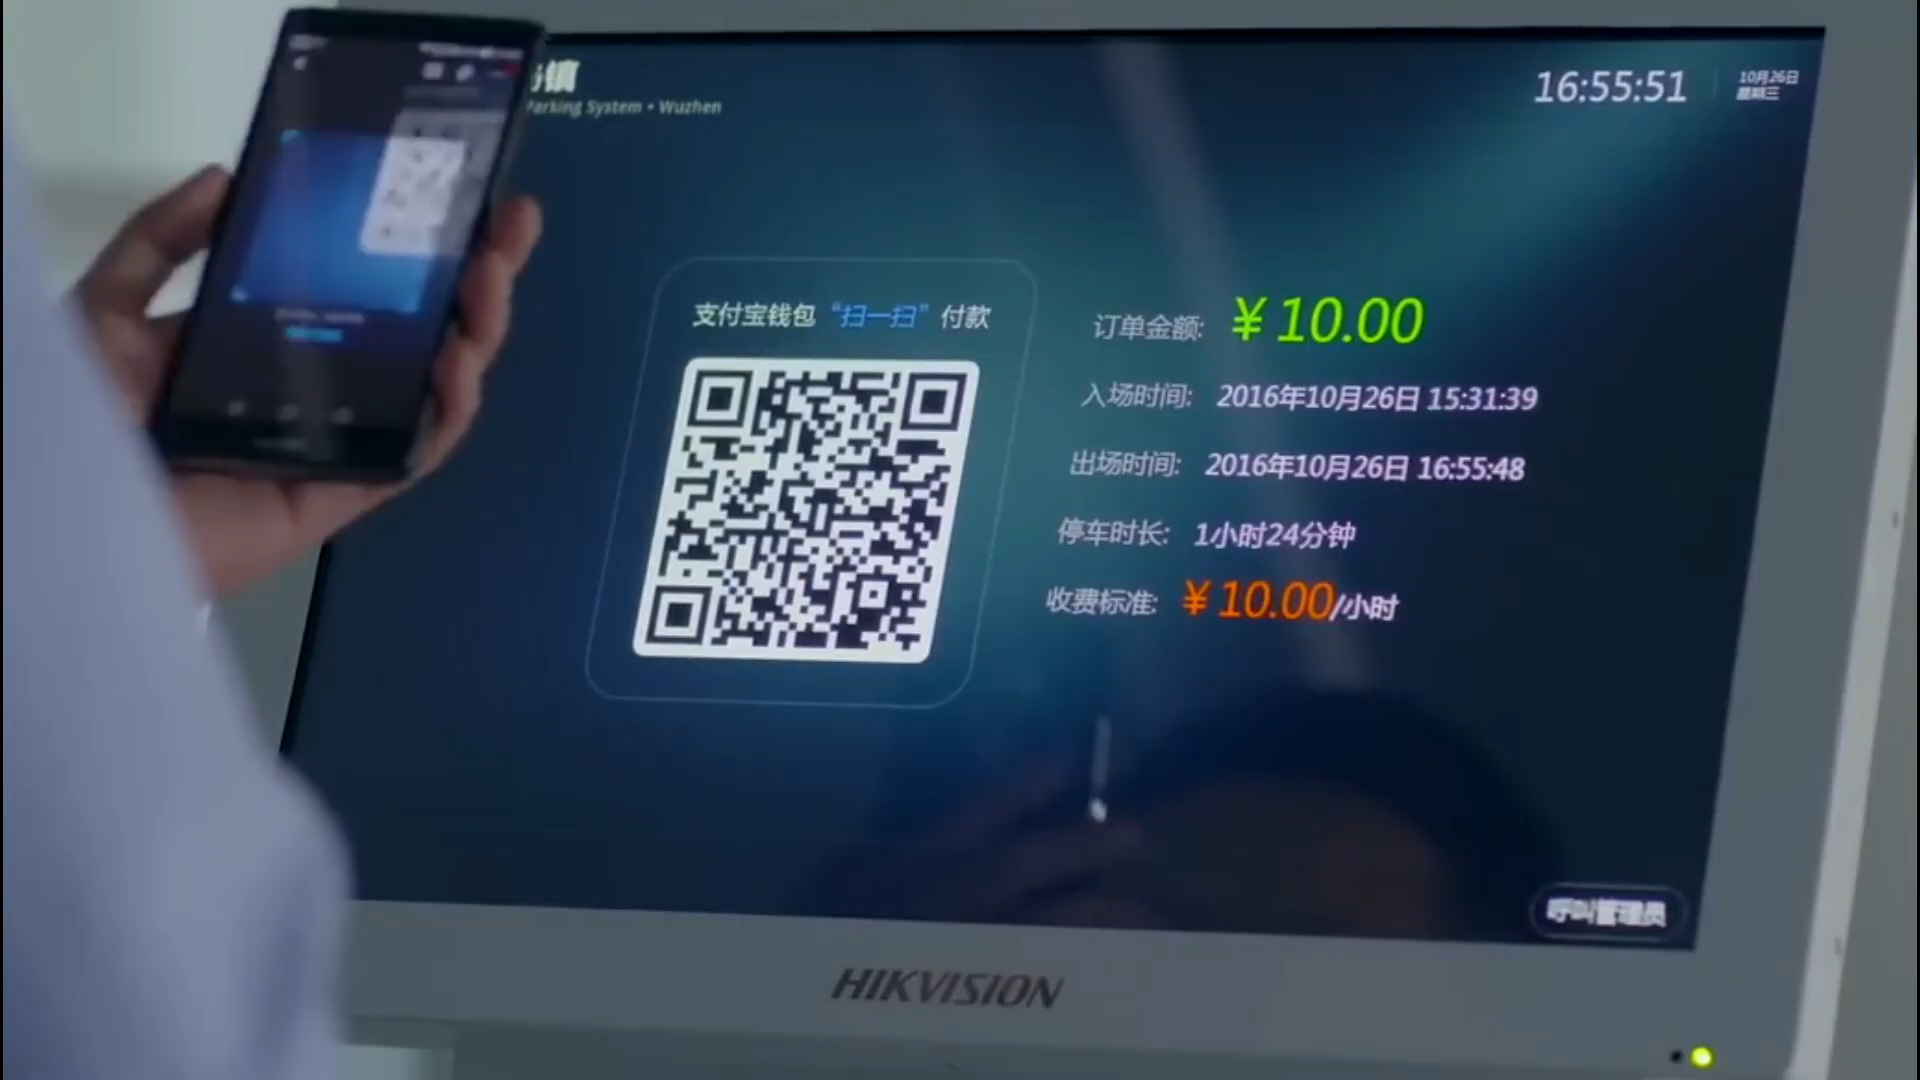 镇
Parking System • Wuzhen
16:55:51
10月26日
星期三
支付宝钱包 “扫一扫” 付款
订单金额: ¥10.00
入场时间: 2016年10月26日 15:31:39
出场时间: 2016年10月26日 16:55:48
停车时长: 1小时24分钟
收费标准: ¥10.00/小时
呼叫管理员
HIKVISION